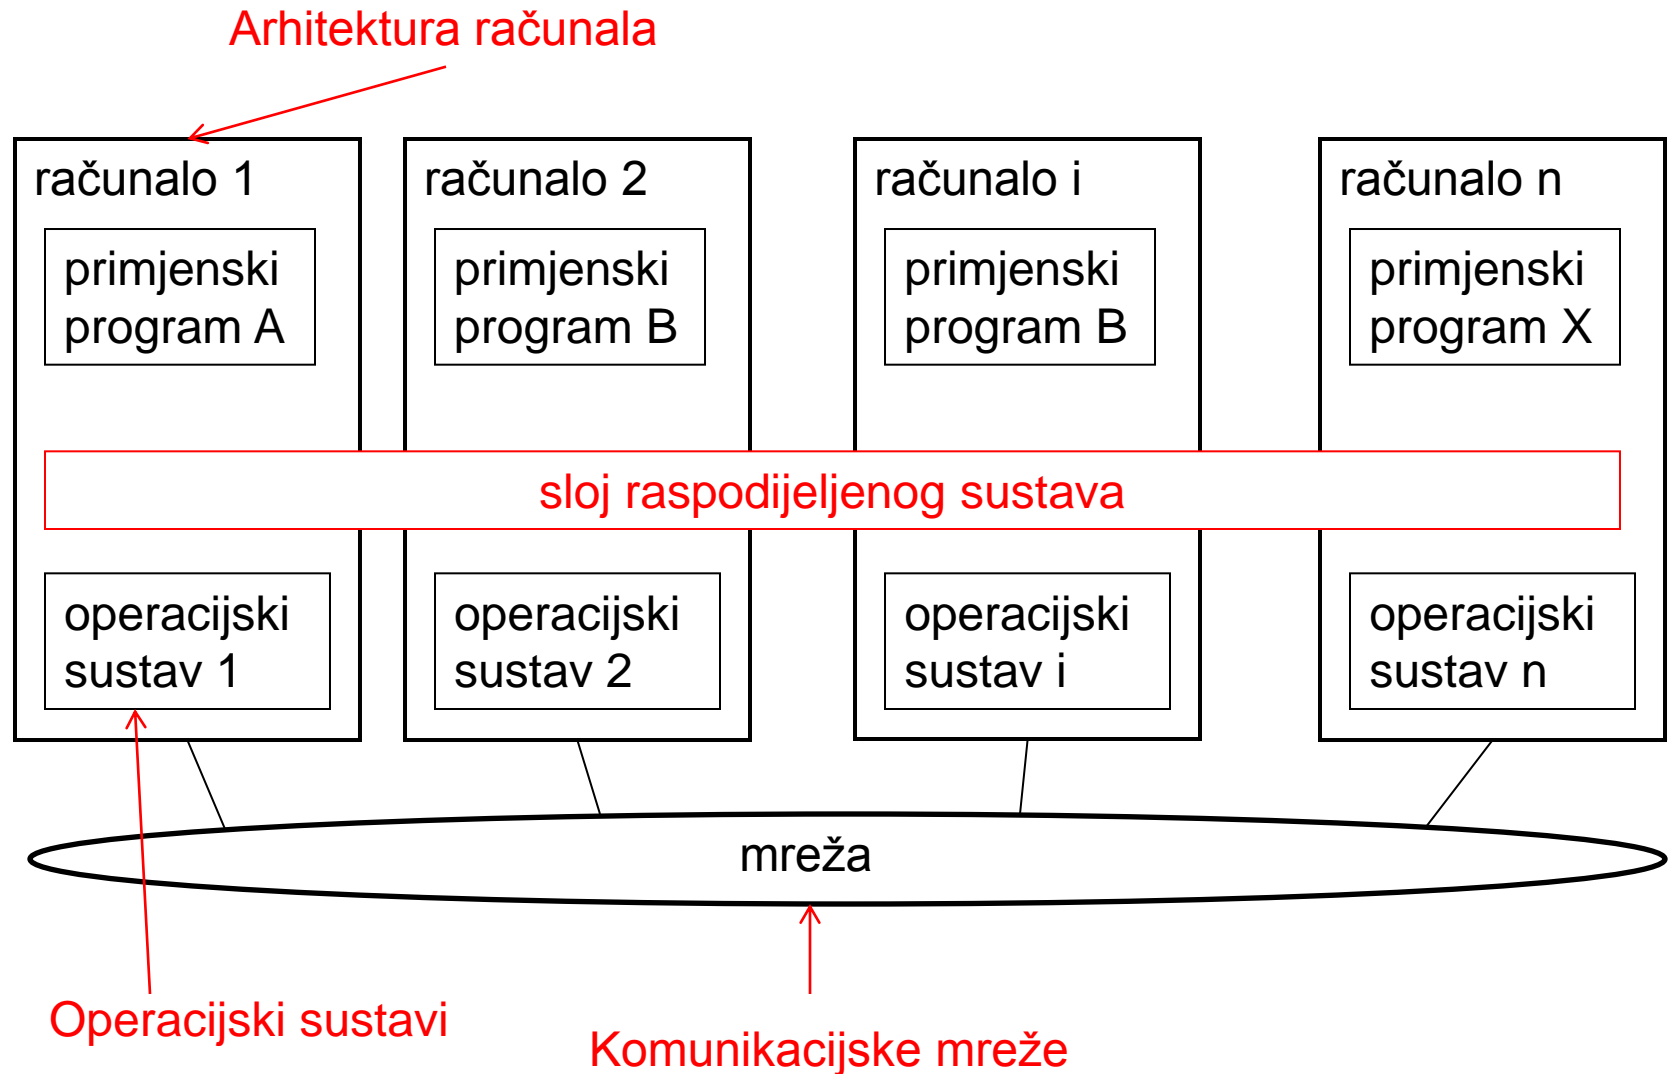 Arhitektura računala
računalo 1
računalo 2
računalo i
računalo n
primjenski
program A
primjenski
program B
primjenski
program B
primjenski
program X
sloj raspodijeljenog sustava
operacijski
sustav 1
operacijski
sustav 2
operacijski
sustav i
operacijski
sustav n
mreža
Operacijski sustavi
Komunikacijske mreže